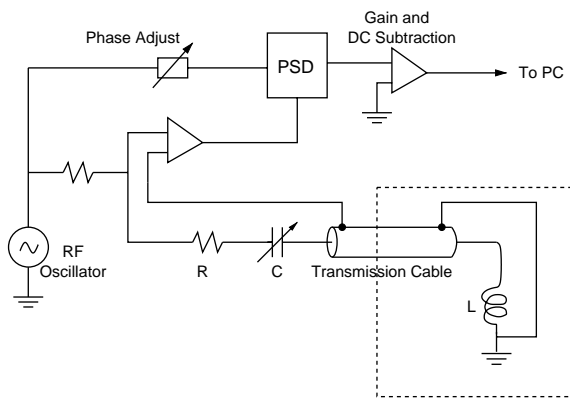 Phase Adjust
PSD
Gain and
DC Subtraction
To PC
RF
Oscillator
R
C
Transmission Cable
L